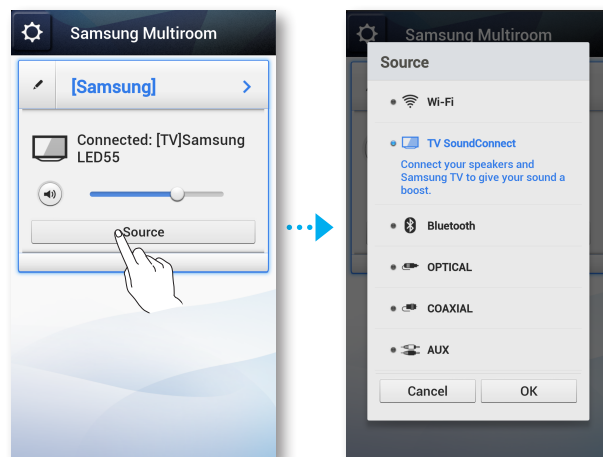 Samsung Multiroom
[Samsung]
Connected: [TV]Samsung
LED55
Source
Samsung Multiroom
Source
Wi-Fi
TV SoundConnect
Connect your speakers and
Samsung TV to give your sound a
boost.
Bluetooth
OPTICAL
COAXIAL
AUX
Cancel
OK